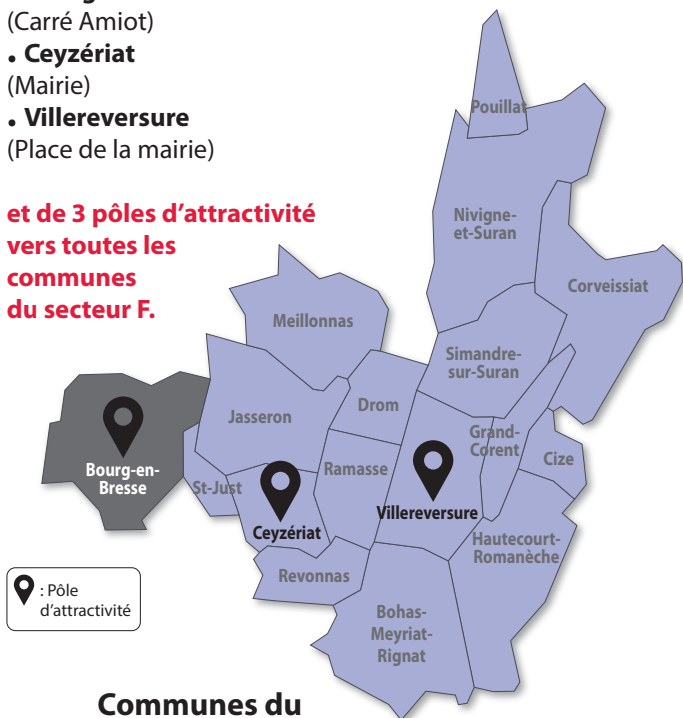 (Carré Amiot)
. Ceyzériat
(Mairie)
. Villereversure
(Place de la mairie)
et de 3 pôles d'attractivité
vers toutes les
communes
du secteur F.
Pouillat
Nivigne-
et-Suran
Corveissiat
Meillonnas
Simandre-
sur-Suran
Drom
Jasseron
Grand-
Corent
Cize
Bourg-en-
Bresse
St-Just
Ramasse
Ceyzériat
Villereversure
Hautecourt-
Romanèche
Revonnas
: Pôle
d'attractivité
Bohas-
Meyriat-
Rignat
Communes du